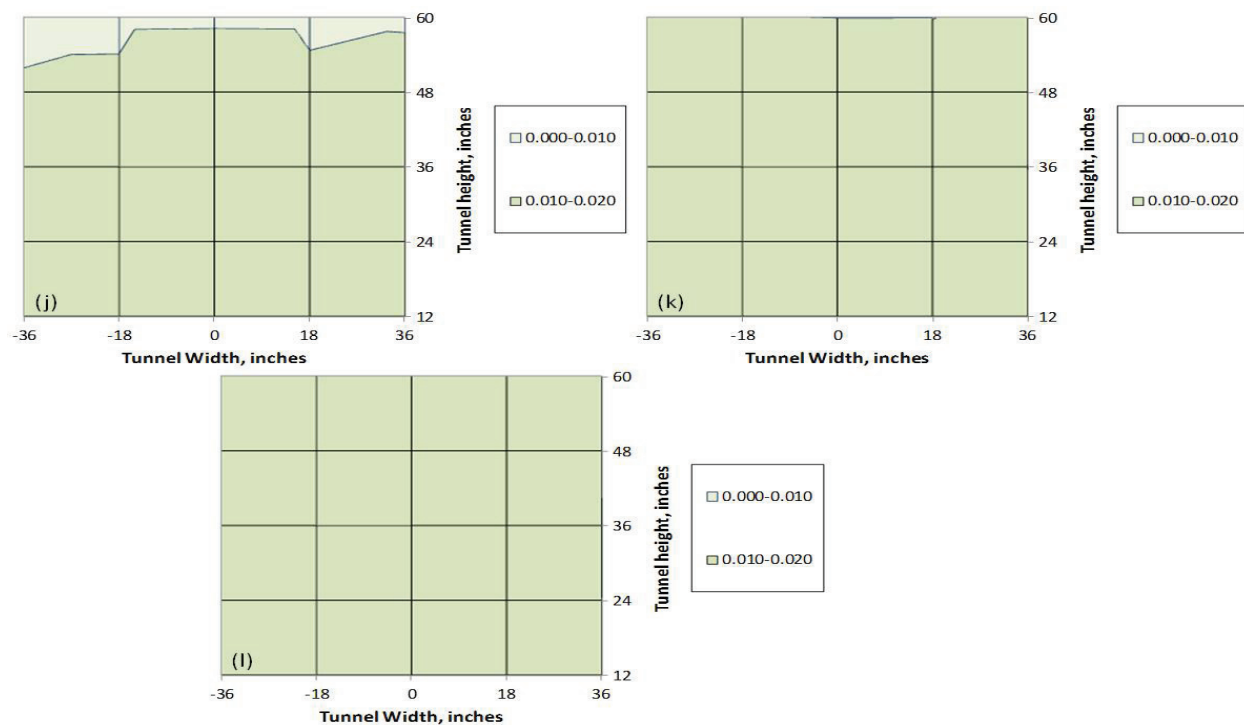 60
48
36
24
12
Tunnel height, inches
0.000-0.010
0.010-0.020
(j)
-36 -18 0 18 36
Tunnel Width, inches
60
48
36
24
12
Tunnel height, inches
0.000-0.010
0.010-0.020
(k)
-36 -18 0 18 36
Tunnel Width, inches
60
48
36
24
12
Tunnel height, inches
0.000-0.010
0.010-0.020
(l)
-36 -18 0 18 36
Tunnel Width, inches